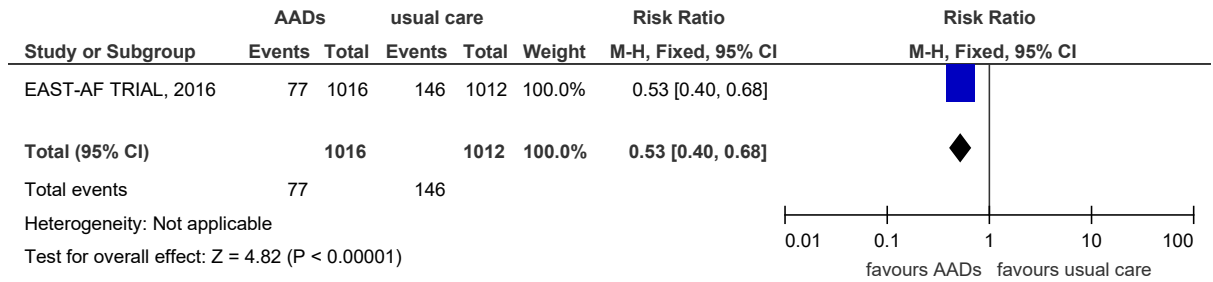 AADs usual care Risk Ratio Risk Ratio
Study or Subgroup Events Total Events Total Weight M-H, Fixed, 95% CI M-H, Fixed, 95% CI
EAST-AF TRIAL, 2016 77 1016 146 1012 100.0% 0.53 [0.40, 0.68]
Total (95% CI) 1016 1012 100.0% 0.53 [0.40, 0.68]
Total events 77 146
Heterogeneity: Not applicable
Test for overall effect: Z = 4.82 (P < 0.00001)
0.01 0.1 1 10 100
favours AADs favours usual care